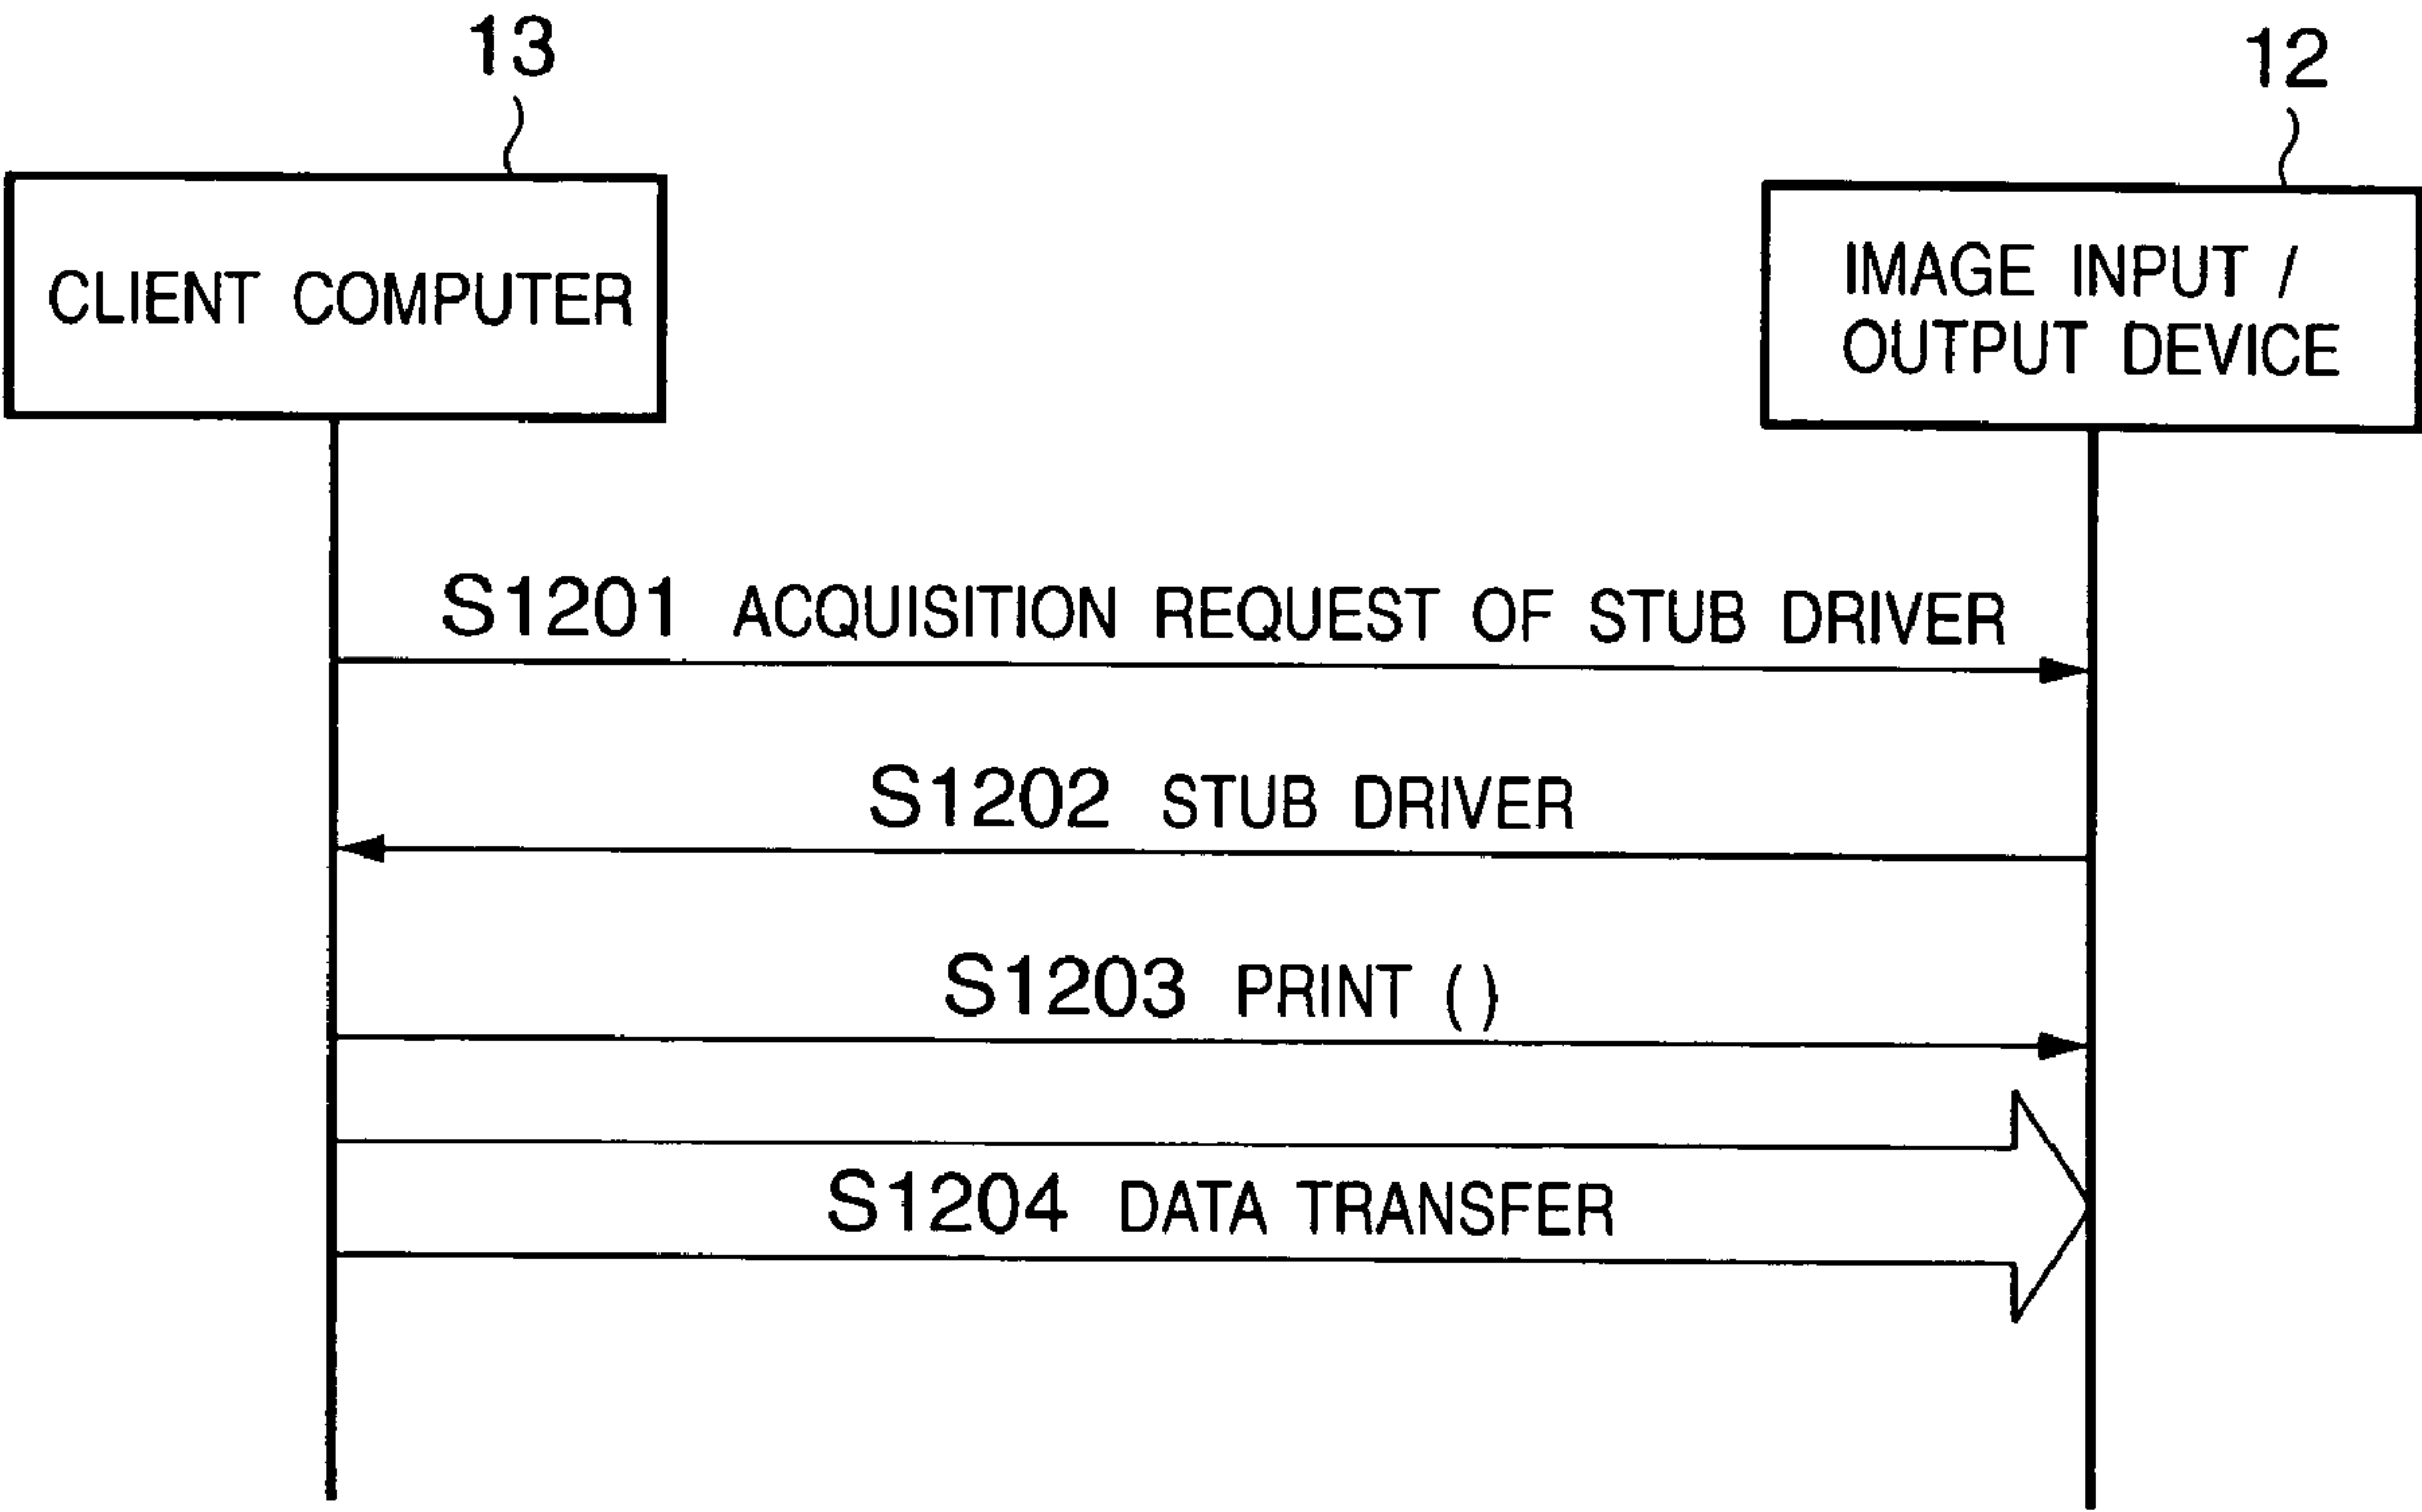 13
12
CLIENT COMPUTER
IMAGE INPUT /
OUTPUT DEVICE
S1201 ACQUISITION REQUEST OF STUB DRIVER
S1202 STUB DRIVER
S1203 PRINT ( )
S1204 DATA TRANSFER